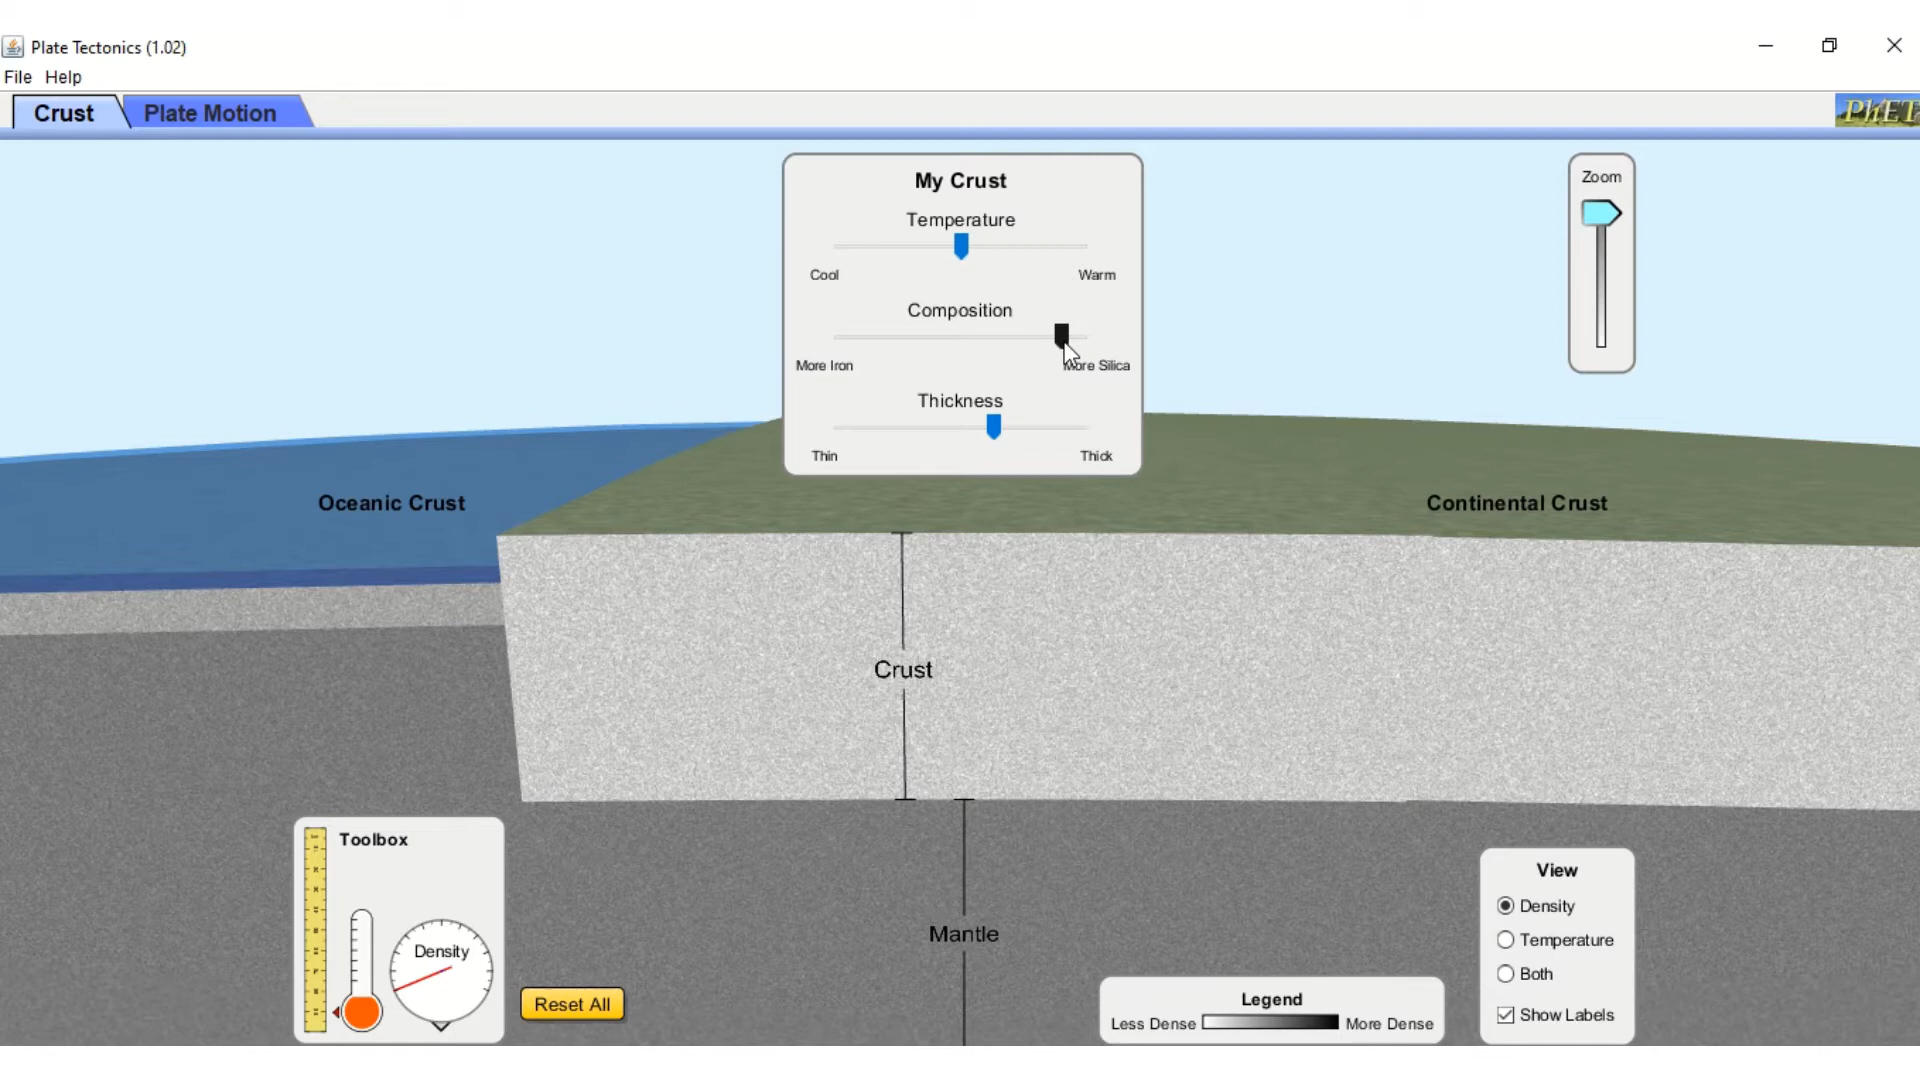 Plate Tectonics (1.02)
File Help
Crust Plate Motion
PhET
My Crust
Zoom
Temperature
Cool Warm
Composition
More Iron More Silica
Thickness
Thin Thick
Oceanic Crust Continental Crust
Crust
Toolbox
View
Density
Mantle
Temperature
Density
Both
Legend
Reset All
Less Dense More Dense
Show Labels